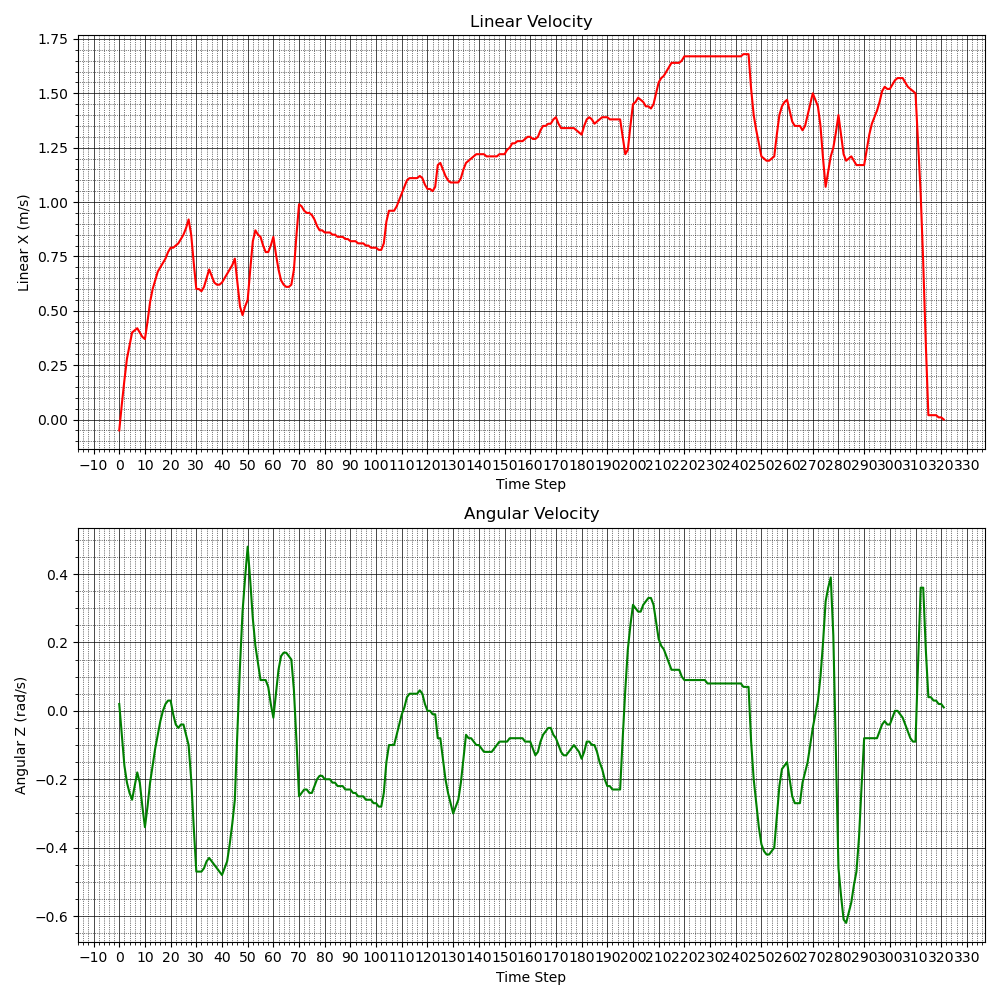 Linear Velocity
1.75
1.50
1.25
1.00
0.75
0.50
0.25
0.00
Linear X (m/s)
−10 0 10 20 30 40 50 60 70 80 90 100 110 120 130 140 150 160 170 180 190 200 210 220 230 240 250 260 270 280 290 300 310 320 330
Time Step
Angular Velocity
0.4
0.2
0.0
−0.2
−0.4
−0.6
Angular Z (rad/s)
−10 0 10 20 30 40 50 60 70 80 90 100 110 120 130 140 150 160 170 180 190 200 210 220 230 240 250 260 270 280 290 300 310 320 330
Time Step